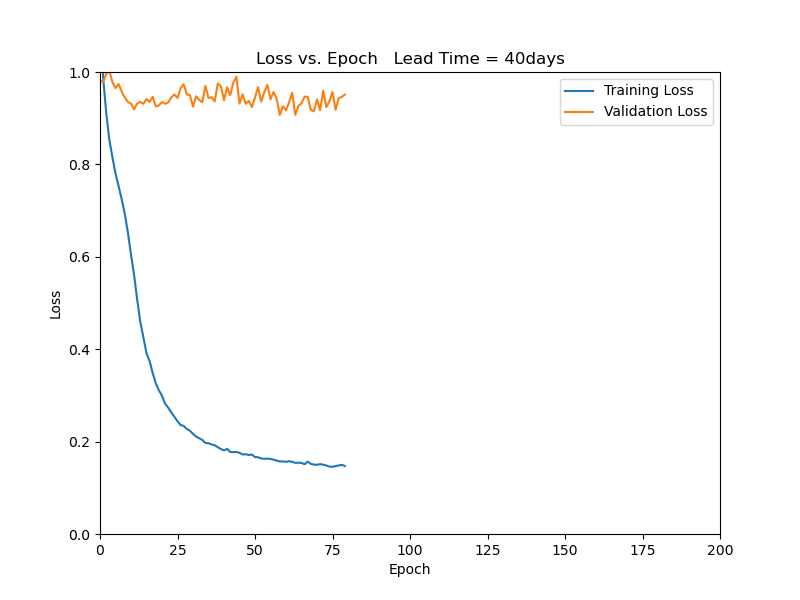 Loss vs. Epoch   Lead Time = 40days
Training Loss
Validation Loss
1.0
0.8
0.6
0.4
0.2
0.0
Loss
0 25 50 75 100 125 150 175 200
Epoch